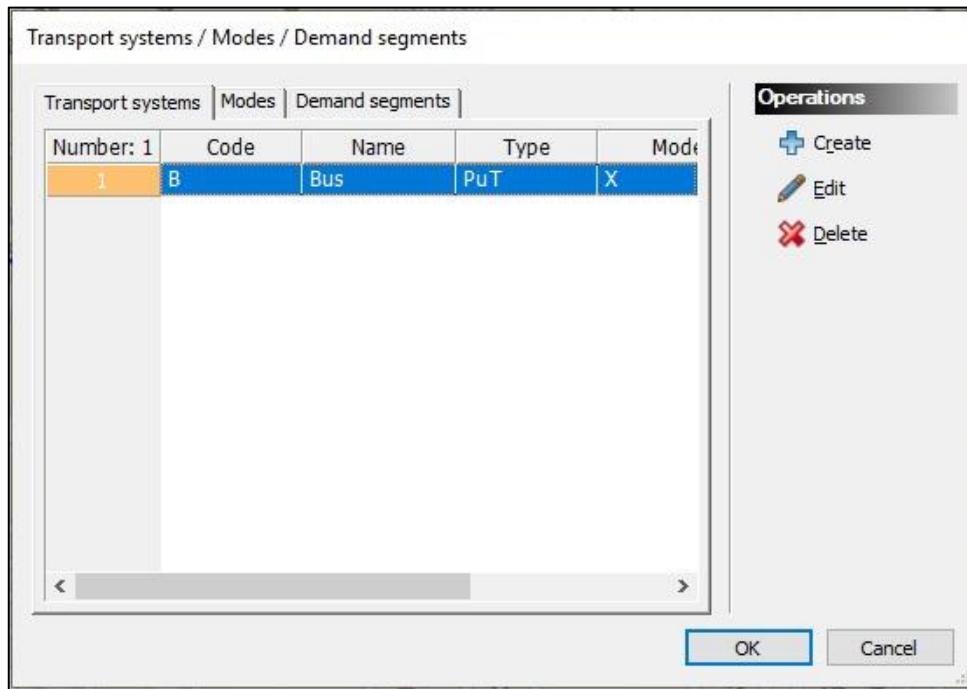 Transport systems / Modes / Demand segments
Transport systems Modes Demand segments
Number: 1 Code Name Type Mode
1 B Bus PuT X
Operations
Create
Edit
Delete
OK Cancel